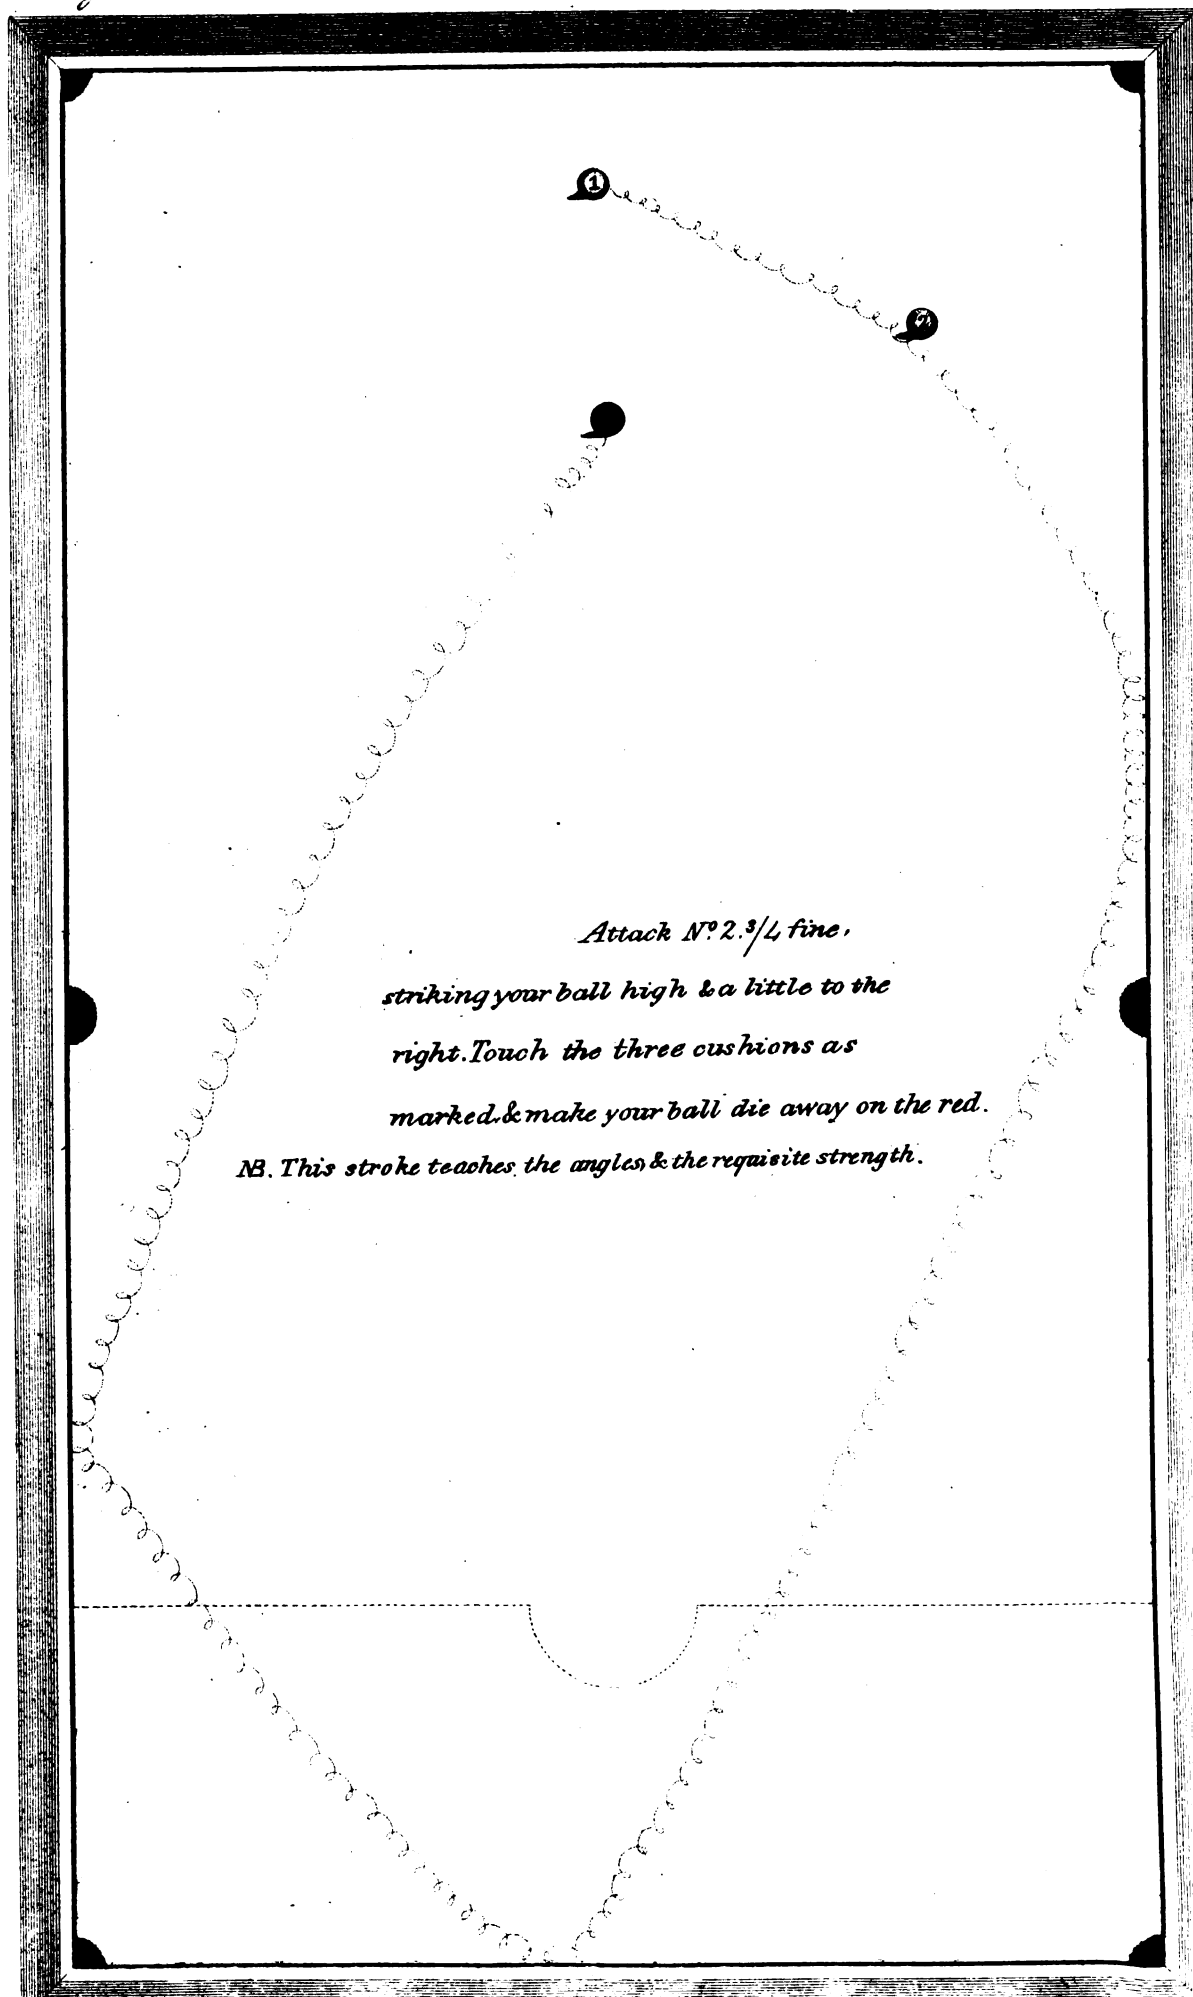 1
Attack Nº 2. 3/4 fine,
striking your ball high & a little to the
right. Touch the three cushions as
marked, & make your ball die away on the red.
NB. This stroke teaches the angles, & the requisite strength.